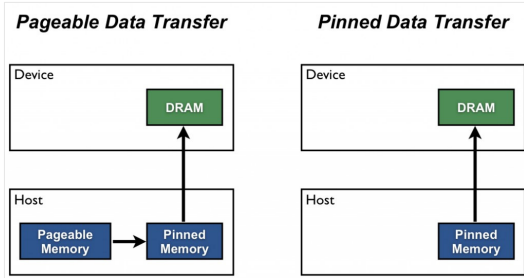 Pageable Data Transfer
Device
DRAM
Host
Pageable
Memory
Pinned
Memory
Pinned Data Transfer
Device
DRAM
Host
Pinned
Memory